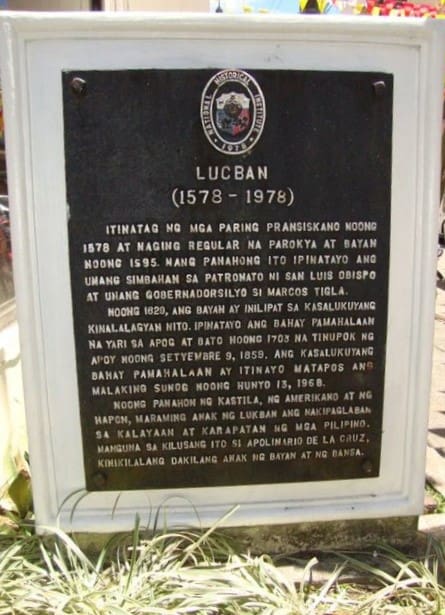 NATIONAL HISTORICAL INSTITUTE
1978
LUCBAN
(1578 - 1978)
ITINATAG NG MGA PARING PRANSISKANO NOONG
1578 AT NAGING REGULAR NA PAROKYA AT BAYAN
NOONG 1595. NANG PANAHONG ITO IPINATAYO ANG
UNANG SIMBAHAN SA PATRONATO NI SAN LUIS OBISPO
AT UNANG GOBERNADORSILYO SI MARCOS TIGLA.
NOONG 1629, ANG BAYAN AY INILIPAT SA KASALUKUYANG
KINALALAGYAN NITO. IPINATAYO ANG BAHAY PAMAHALAAN
NA YARI SA APOG AT BATO NOONG 1703 NA TINUPOK NG
APOY NOONG SETYEMBRE 9, 1859. ANG KASALUKUYANG
BAHAY PAMAHALAAN AY ITINAYO MATAPOS ANG
MALAKING SUNOG NOONG HUNYO 13, 1968.
NOONG PANAHON NG KASTILA, NG AMERIKANO AT NG
HAPON, MARAMING ANAK NG LUKBAN ANG NAKIPAGLABAN
SA KALAYAAN AT KARAPATAN NG MGA PILIPINO.
NANGUNA SA KILUSANG ITO SI APOLINARIO DE LA CRUZ,
KINIKILALANG DAKILANG ANAK NG BAYAN AT NG BANSA.